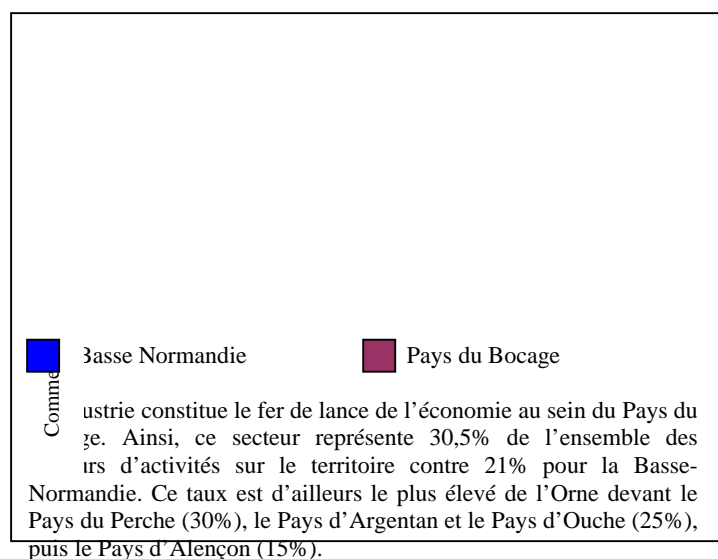 Basse Normandie Pays du Bocage
Comme
ustrie constitue le fer de lance de l’économie au sein du Pays du
ge. Ainsi, ce secteur représente 30,5% de l’ensemble des
urs d’activités sur le territoire contre 21% pour la Basse-
Normandie. Ce taux est d’ailleurs le plus élevé de l’Orne devant le
Pays du Perche (30%), le Pays d’Argentan et le Pays d’Ouche (25%),
puis le Pays d’Alençon (15%).